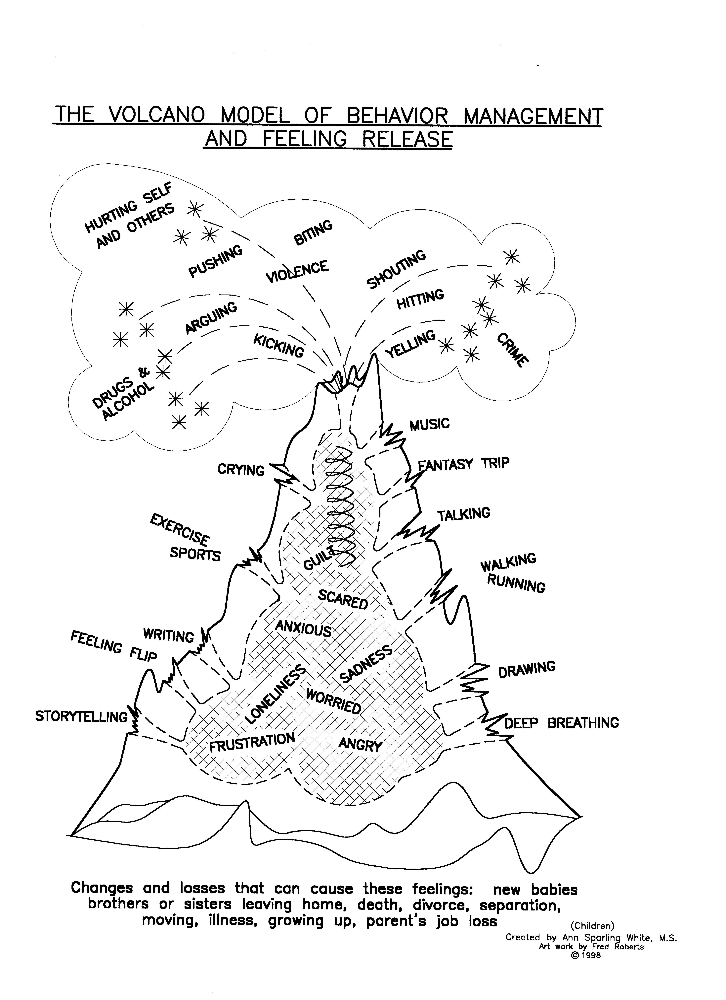 THE VOLCANO MODEL OF BEHAVIOR MANAGEMENT
AND FEELING RELEASE
HURTING SELF
AND OTHERS
BITING
PUSHING
VIOLENCE
SHOUTING
HITTING
ARGUING
KICKING
YELLING
CRIME
DRUGS &
ALCOHOL
MUSIC
CRYING
FANTASY TRIP
TALKING
EXERCISE
SPORTS
GUILT
WALKING
RUNNING
SCARED
ANXIOUS
WRITING
FEELING FLIP
SADNESS
LONELINESS
WORRIED
DRAWING
STORYTELLING
DEEP BREATHING
FRUSTRATION
ANGRY
Changes and losses that can cause these feelings: new babies
brothers or sisters leaving home, death, divorce, separation,
moving, illness, growing up, parent's job loss
(Children)
Created by Ann Sparling White, M.S.
Art work by Fred Roberts
© 1998